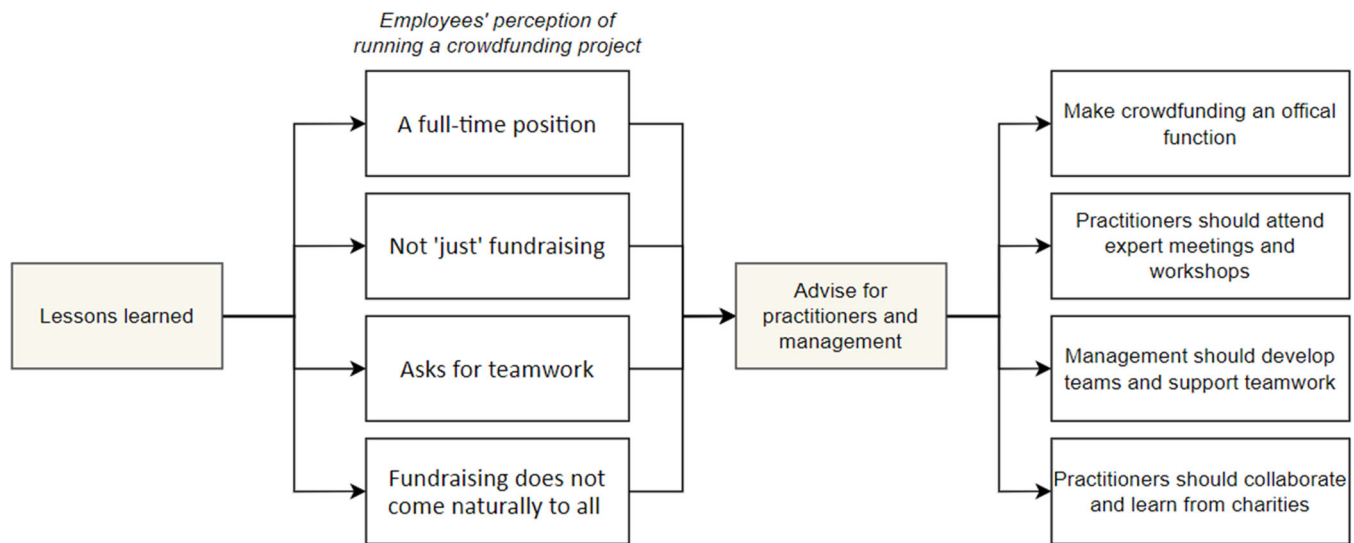 Employees' perception of
running a crowdfunding project
Lessons learned
A full-time position
Not 'just' fundraising
Asks for teamwork
Fundraising does not
come naturally to all
Advise for
practitioners and
management
Make crowdfunding an offical
function
Practitioners should attend
expert meetings and
workshops
Management should develop
teams and support teamwork
Practitioners should collaborate
and learn from charities